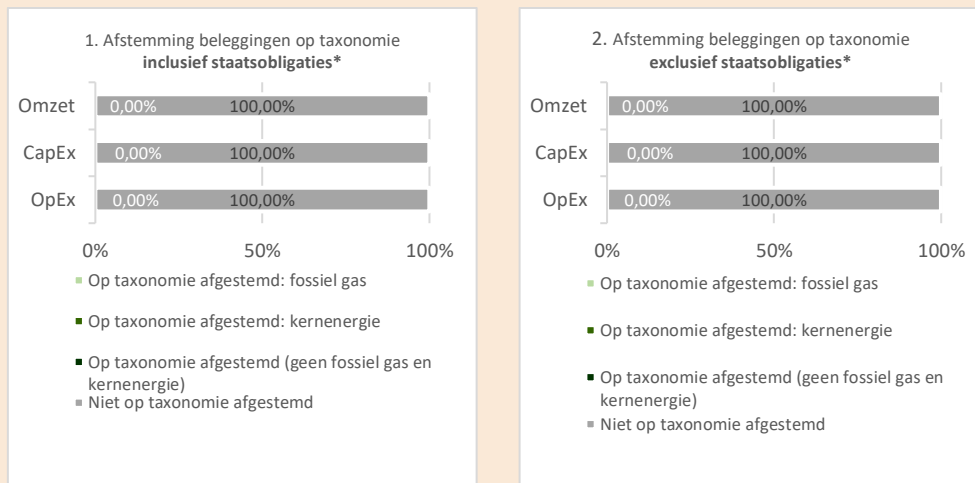 1. Afstemming beleggingen op taxonomie
inclusief staatsobligaties*
Omzet 0,00% 100,00%
CapEx 0,00% 100,00%
OpEx 0,00% 100,00%
0% 50% 100%
Op taxonomie afgestemd: fossiel gas
Op taxonomie afgestemd: kernenergie
Op taxonomie afgestemd (geen fossiel gas en
kernenergie)
Niet op taxonomie afgestemd
2. Afstemming beleggingen op taxonomie
exclusief staatsobligaties*
Omzet 0,00% 100,00%
CapEx 0,00% 100,00%
OpEx 0,00% 100,00%
0% 50% 100%
Op taxonomie afgestemd: fossiel gas
Op taxonomie afgestemd: kernenergie
Op taxonomie afgestemd (geen fossiel gas en
kernenergie)
Niet op taxonomie afgestemd